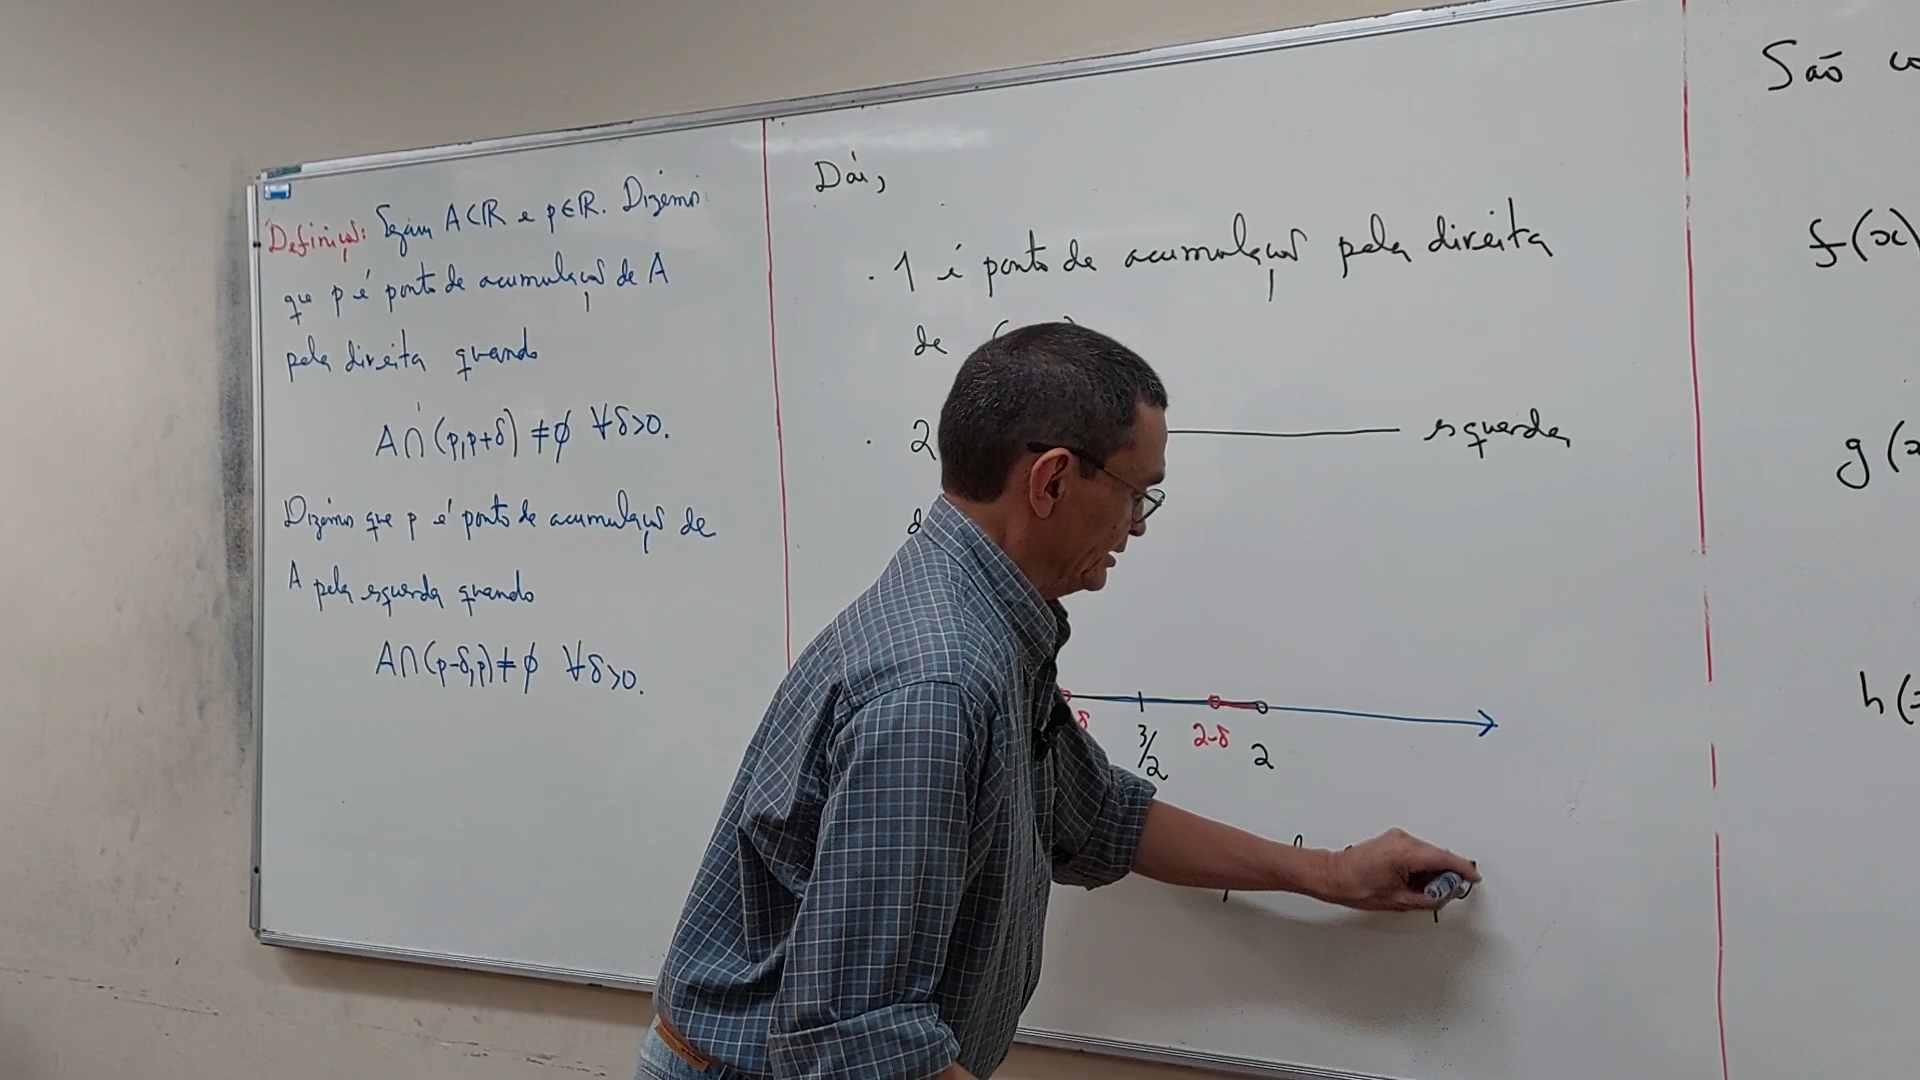 Definição: Sejam A⊂ℝ e p∈ℝ. Dizemos
que p é ponto de acumulação de A
pela direita quando
A∩(p,p+δ)≠∅ ∀δ>0.
Dizemos que p é ponto de acumulação de
A pela esquerda quando
A∩(p-δ,p)≠∅ ∀δ>0.
Daí,
· 1 é ponto de acumulação pela direita
de (
· 2 esquerda
δ 3/2 2-δ 2
São
f(x)
g(
h(